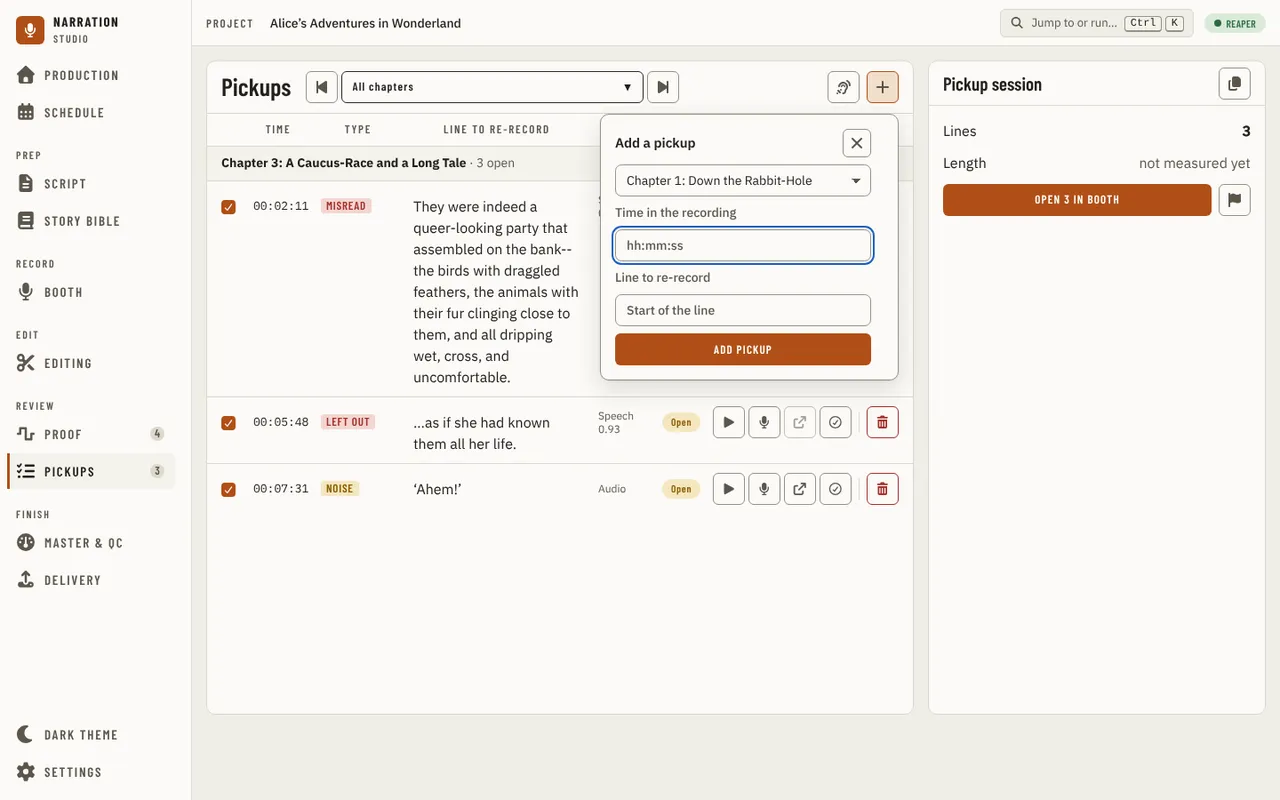 NARRATION
STUDIO
PRODUCTION
SCHEDULE
PREP
SCRIPT
STORY BIBLE
RECORD
BOOTH
EDIT
EDITING
REVIEW
PROOF 4
PICKUPS 3
FINISH
MASTER & QC
DELIVERY
DARK THEME
SETTINGS
PROJECT Alice's Adventures in Wonderland
Jump to or run... Ctrl K
REAPER
Pickups
All chapters
TIME TYPE LINE TO RE-RECORD
Chapter 3: A Caucus-Race and a Long Tale · 3 open
00:02:11 MISREAD
They were indeed a
queer-looking party that
assembled on the bank--
the birds with draggled
feathers, the animals with
their fur clinging close to
them, and all dripping
wet, cross, and
uncomfortable.
00:05:48 LEFT OUT
...as if she had known
them all her life.
Speech
0.93
Open
00:07:31 NOISE
‘Ahem!’
Audio
Open
Add a pickup
Chapter 1: Down the Rabbit-Hole
Time in the recording
hh:mm:ss
Line to re-record
Start of the line
ADD PICKUP
Pickup session
Lines 3
Length not measured yet
OPEN 3 IN BOOTH